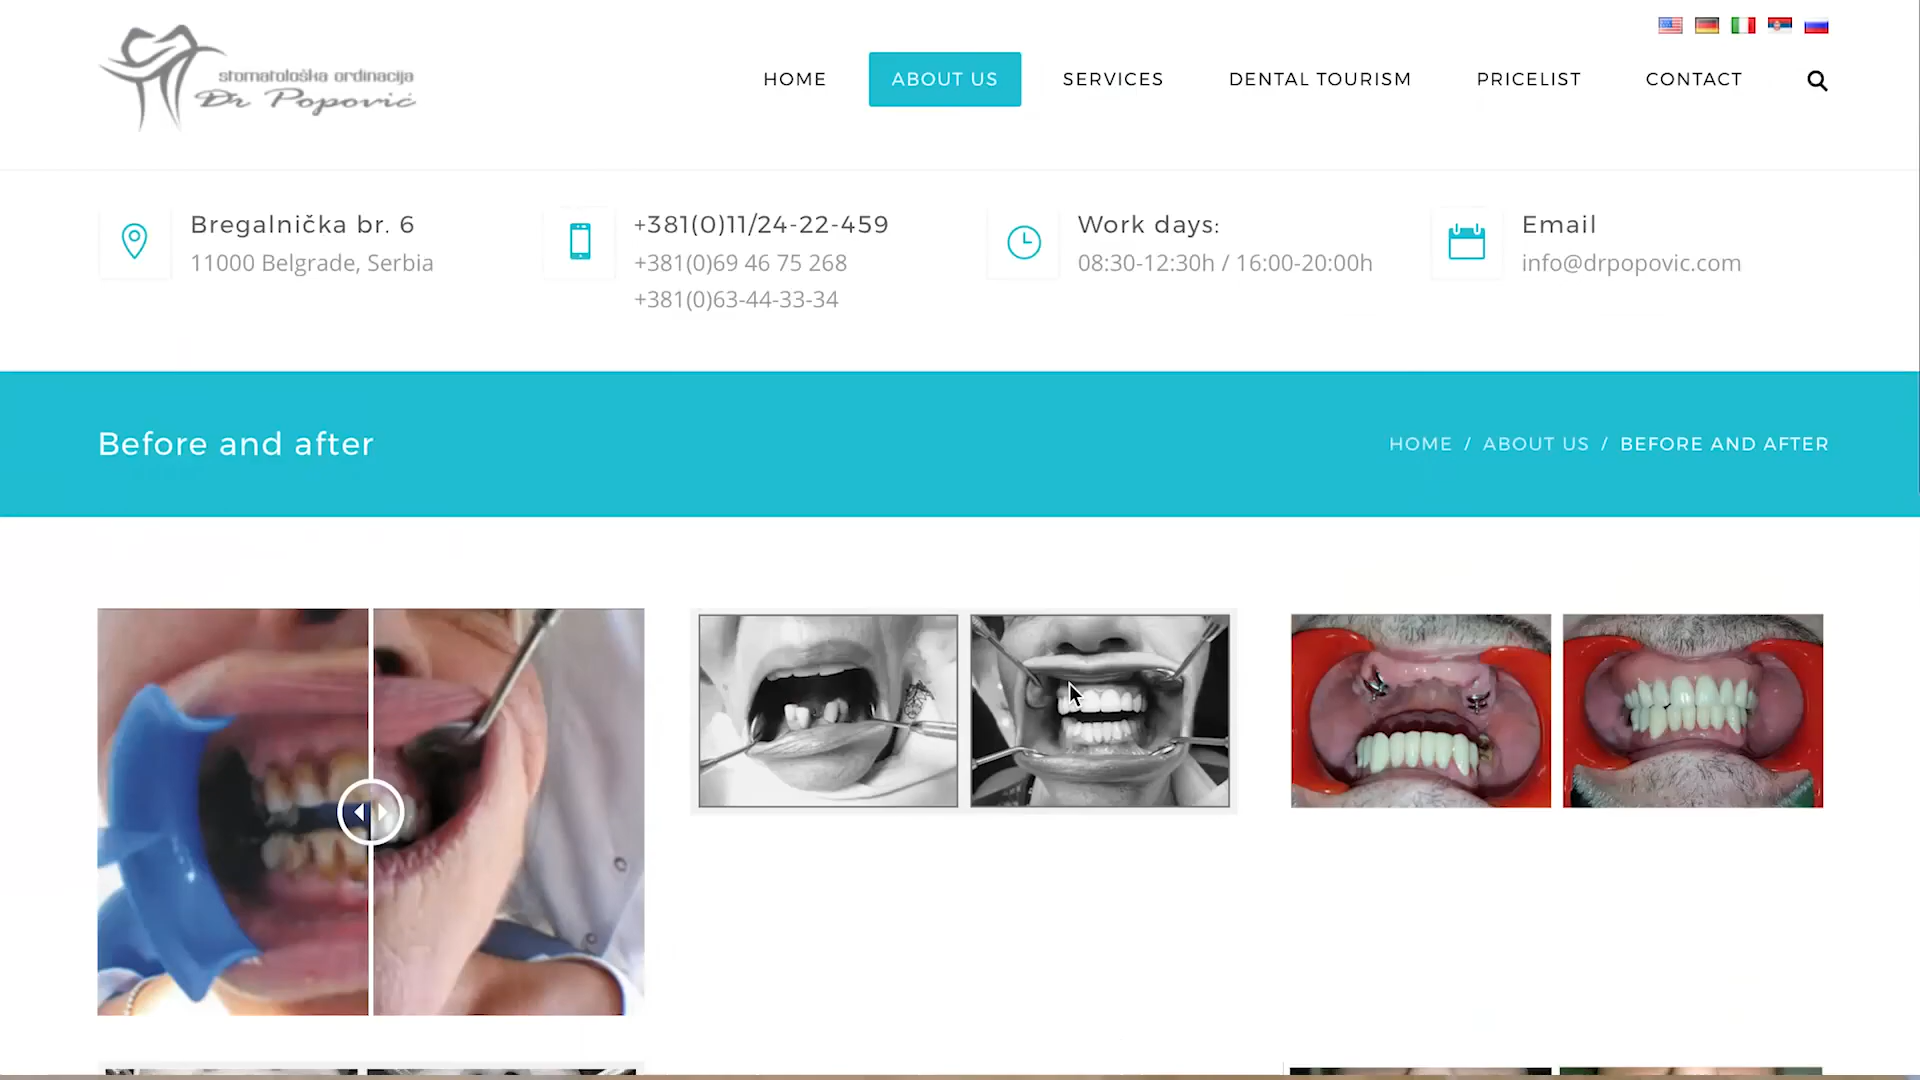 stomatološka ordinacija
Dr Popović
HOME
ABOUT US
SERVICES
DENTAL TOURISM
PRICELIST
CONTACT
Bregalnička br. 6
11000 Belgrade, Serbia
+381(0)11/24-22-459
+381(0)69 46 75 268
+381(0)63-44-33-34
Work days:
08:30-12:30h / 16:00-20:00h
Email
info@drpopovic.com
Before and after
HOME / ABOUT US / BEFORE AND AFTER